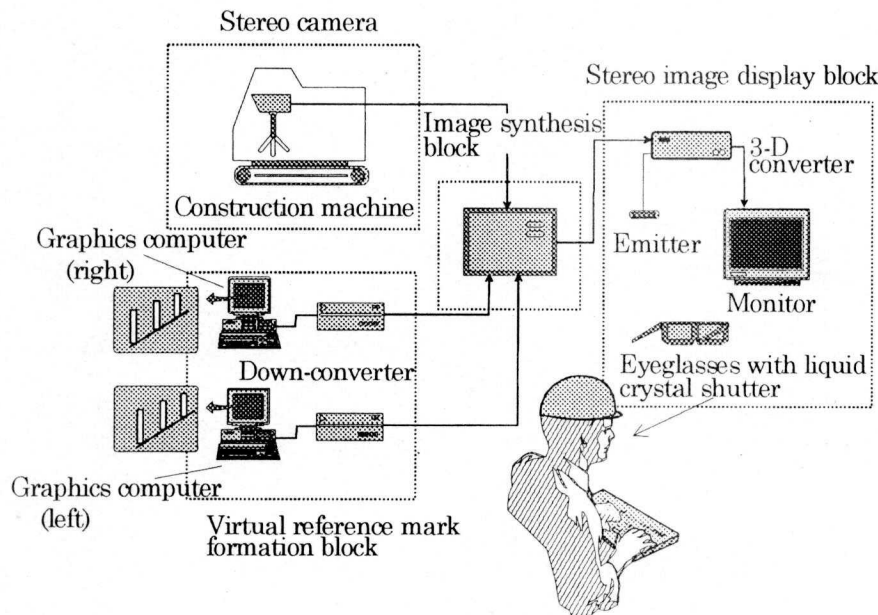 Stereo camera
Construction machine
Image synthesis
block
Stereo image display block
3-D
converter
Emitter
Monitor
Eyeglasses with liquid
crystal shutter
Graphics computer
(right)
Down-converter
Graphics computer
(left)
Virtual reference mark
formation block